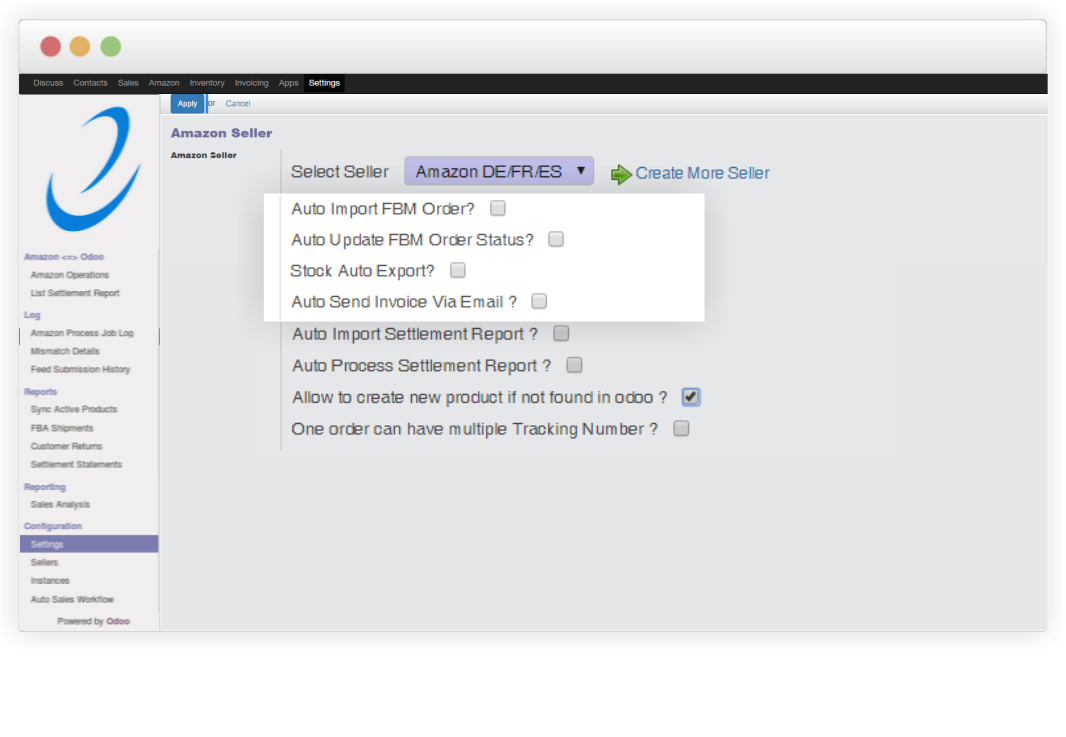 Discuss Contacts Sales Amazon Inventory Invoicing Apps Settings
Apply or Cancel
Amazon Seller
Amazon Seller
Select Seller Amazon DE/FR/ES Create More Seller
Auto Import FBM Order?
Auto Update FBM Order Status?
Stock Auto Export?
Auto Send Invoice Via Email ?
Auto Import Settlement Report ?
Auto Process Settlement Report ?
Allow to create new product if not found in odoo ?
One order can have multiple Tracking Number ?
Amazon <=> Odoo
Amazon Operations
List Settlement Report
Log
Amazon Process Job Log
Mismatch Details
Feed Submission History
Reports
Sync Active Products
FBA Shipments
Customer Returns
Settlement Statements
Reporting
Sales Analysis
Configuration
Settings
Sellers
Instances
Auto Sales Workflow
Powered by Odoo